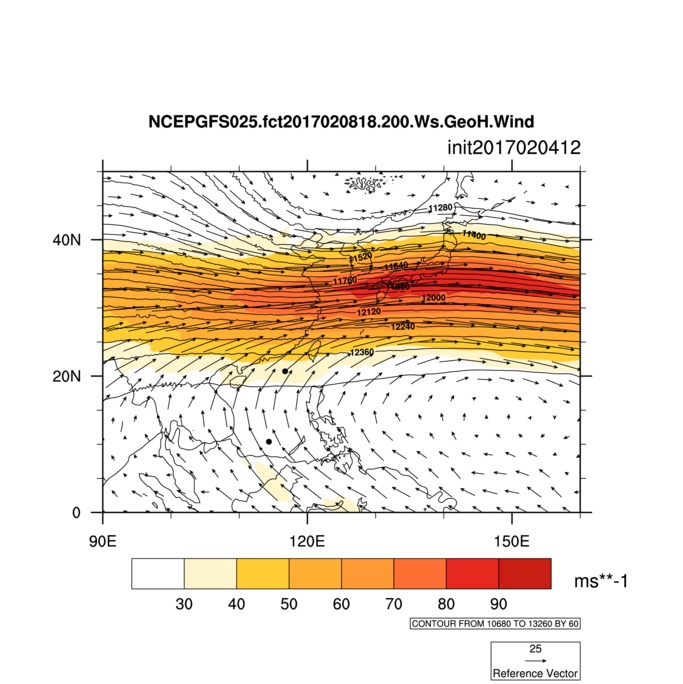 NCEPGFS025.fct2017020818.200.Ws.GeoH.Wind
init2017020412
11280
40N
11400
11520
11640
11760
11880
12000
12120
12240
12360
20N
0
90E 120E 150E
ms**-1
30 40 50 60 70 80 90
CONTOUR FROM 10680 TO 13260 BY 60
25
Reference Vector